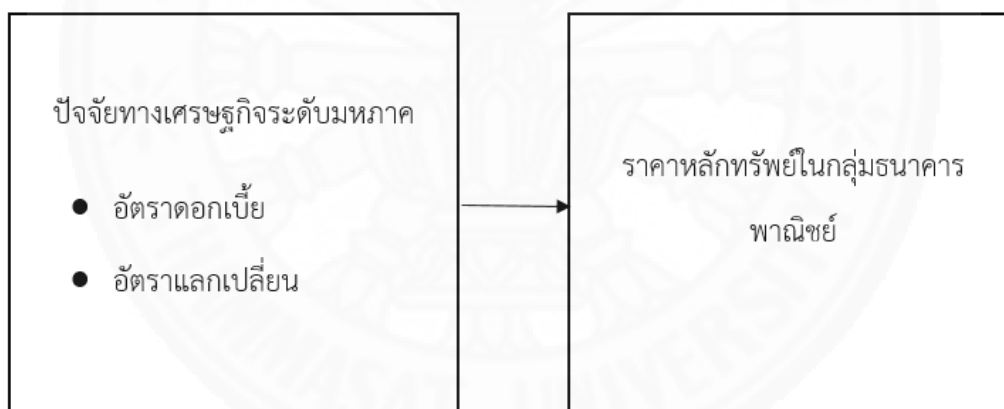 ปัจจัยทางเศรษฐกิจระดับมหภาค
● อัตราดอกเบี้ย
● อัตราแลกเปลี่ยน
ราคาหลักทรัพย์ในกลุ่มธนาคาร
พาณิชย์
THAMMASAT UNIVERSITY